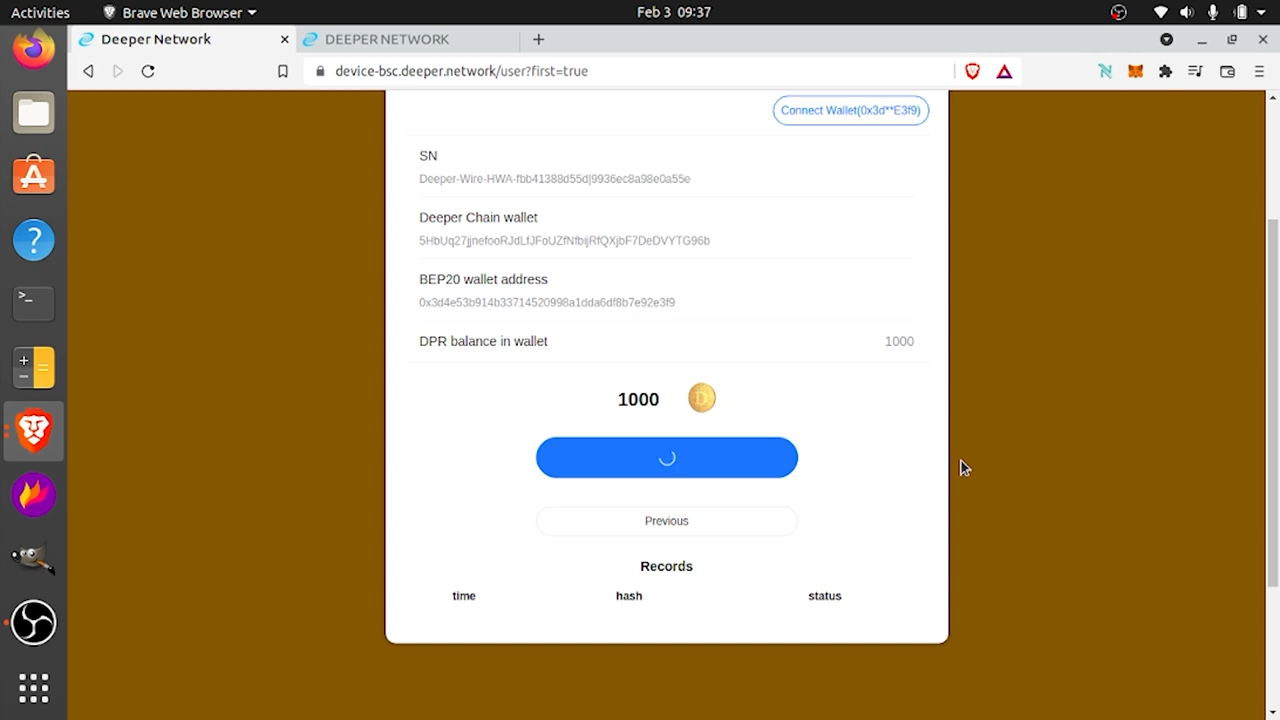 Activities
Brave Web Browser
Feb 3 09:37
Deeper Network
DEEPER NETWORK
device-bsc.deeper.network/user?first=true
Connect Wallet(0x3d**E3f9)
SN
Deeper-Wire-HWA-fbb41388d55d|9936ec8a98e0a55e
Deeper Chain wallet
5HbUq27jjnefooRJdLfJFoUZfNfbijRfQXjbF7DeDVYTG96b
BEP20 wallet address
0x3d4e53b914b33714520998a1dda6df8b7e92e3f9
DPR balance in wallet 1000
1000
Previous
Records
time hash status